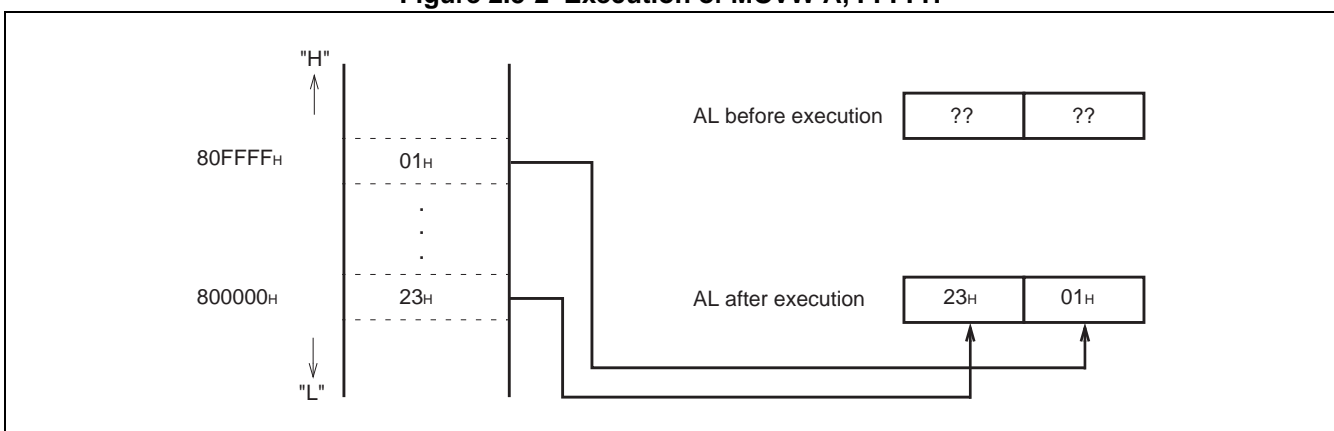 "H"
AL before execution ?? ??
80FFFFH 01H
.
.
.
800000H 23H AL after execution 23H 01H
"L"